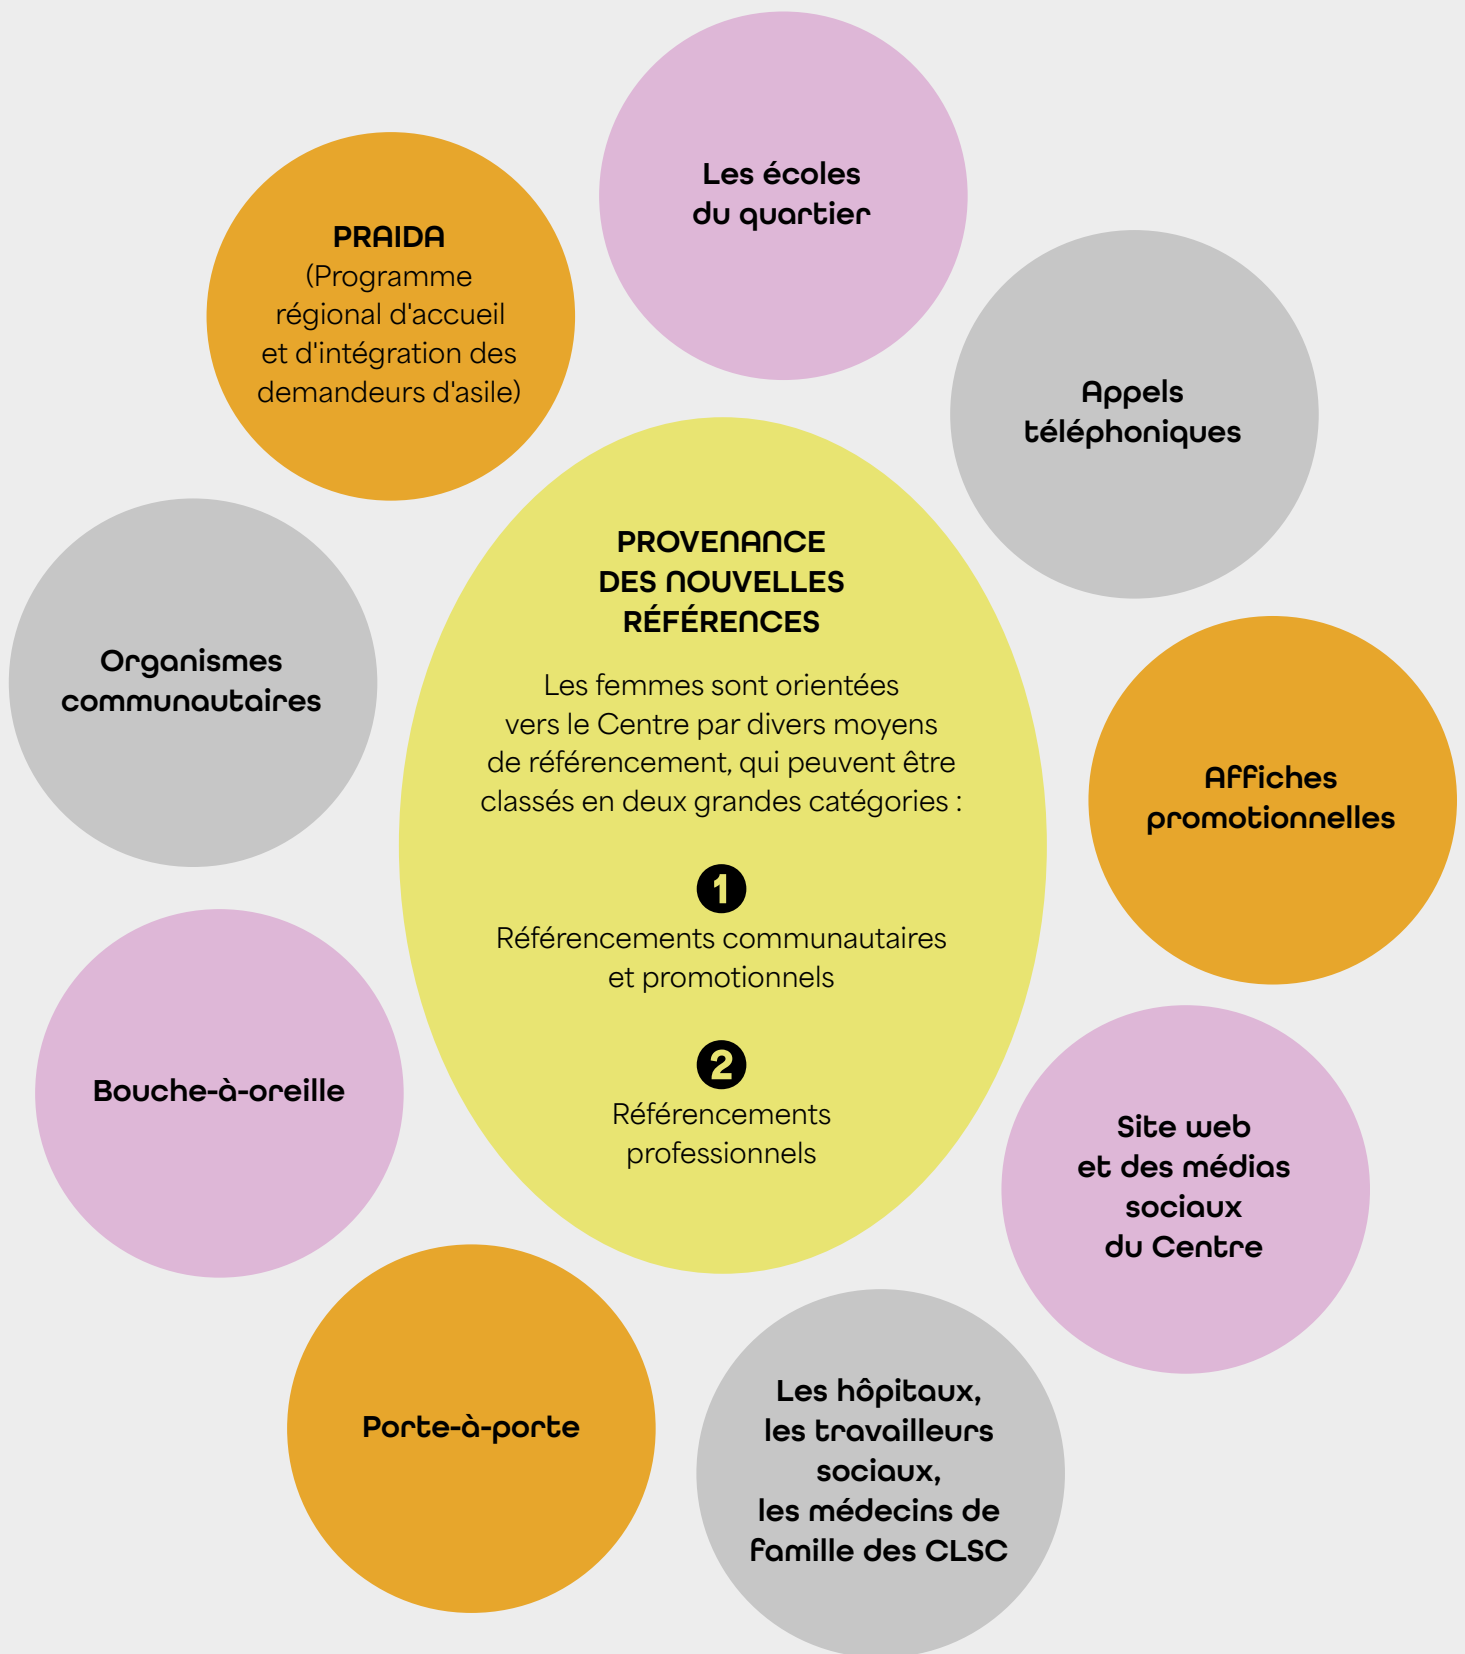 Les écoles
du quartier
PRAIDA
(Programme
régional d'accueil
et d'intégration des
demandeurs d'asile)
Appels
téléphoniques
PROVENANCE
DES NOUVELLES
RÉFÉRENCES
Les femmes sont orientées
vers le Centre par divers moyens
de référencement, qui peuvent être
classés en deux grandes catégories :
1
Référencements communautaires
et promotionnels
2
Référencements
professionnels
Organismes
communautaires
Affiches
promotionnelles
Bouche-à-oreille
Site web
et des médias
sociaux
du Centre
Porte-à-porte
Les hôpitaux,
les travailleurs
sociaux,
les médecins de
famille des CLSC